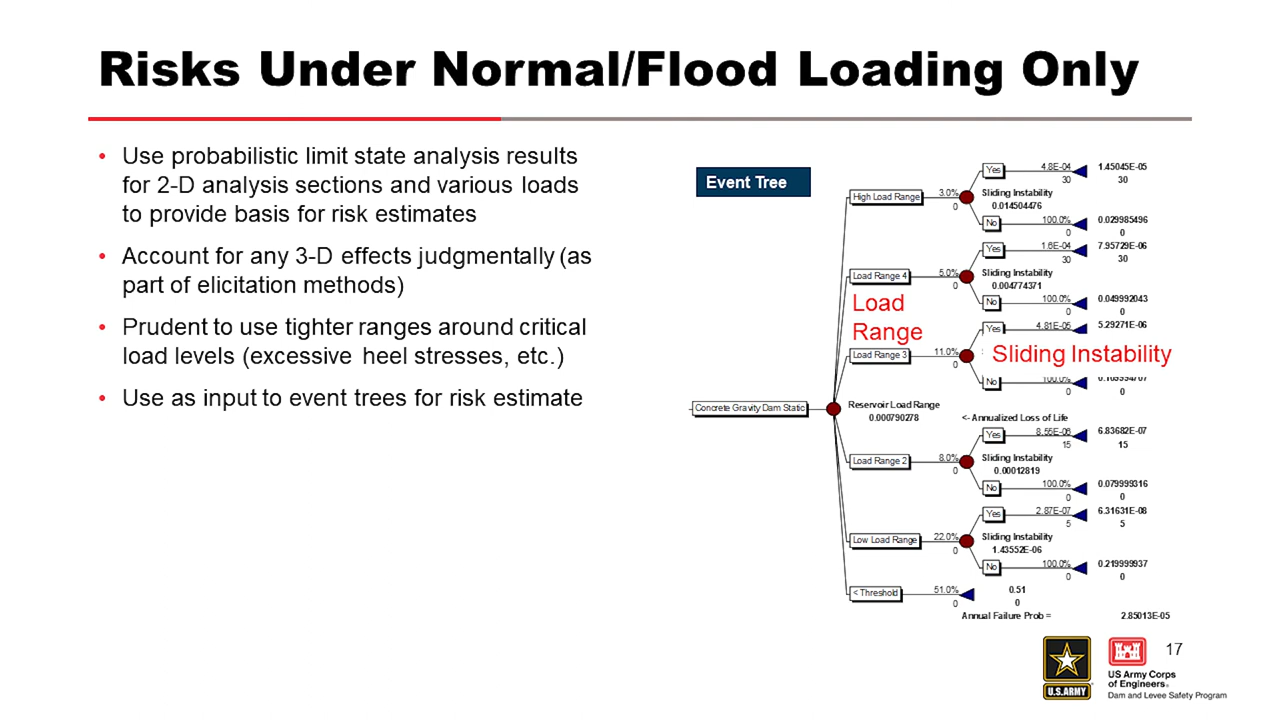 Risks Under Normal/Flood Loading Only
• Use probabilistic limit state analysis results
for 2-D analysis sections and various loads
to provide basis for risk estimates
• Account for any 3-D effects judgmentally (as
part of elicitation methods)
• Prudent to use tighter ranges around critical
load levels (excessive heel stresses, etc.)
• Use as input to event trees for risk estimate
Event Tree
Yes 4.8E-04 1.45045E-05
30 30
High Load Range 3.0% Sliding Instability
0 0.014504476
No 100.0% 0.029985496
0 0
Yes 1.6E-04 7.95729E-06
30 30
Load Range 4 5.0% Sliding Instability
0 0.004774371
No 100.0% 0.049992043
0 0
Load
Range
Yes 4.81E-05 5.29271E-06
Sliding Instability
Load Range 3 11.0%
0
No 100.0%
0 0
Concrete Gravity Dam Static Reservoir Load Range
0.000790278 <- Annualized Loss of Life
Yes 8.55E-06 6.83682E-07
15 15
Load Range 2 8.0% Sliding Instability
0 0.00012819
No 100.0% 0.079999316
0 0
Yes 2.87E-07 6.31631E-08
5 5
Low Load Range 22.0% Sliding Instability
0 1.43552E-06
No 100.0% 0.219999937
0 0
< Threshold 51.0% 0.51
0 0
Annual Failure Prob = 2.85013E-05
17
U.S.ARMY
US Army Corps
of Engineers®
Dam and Levee Safety Program